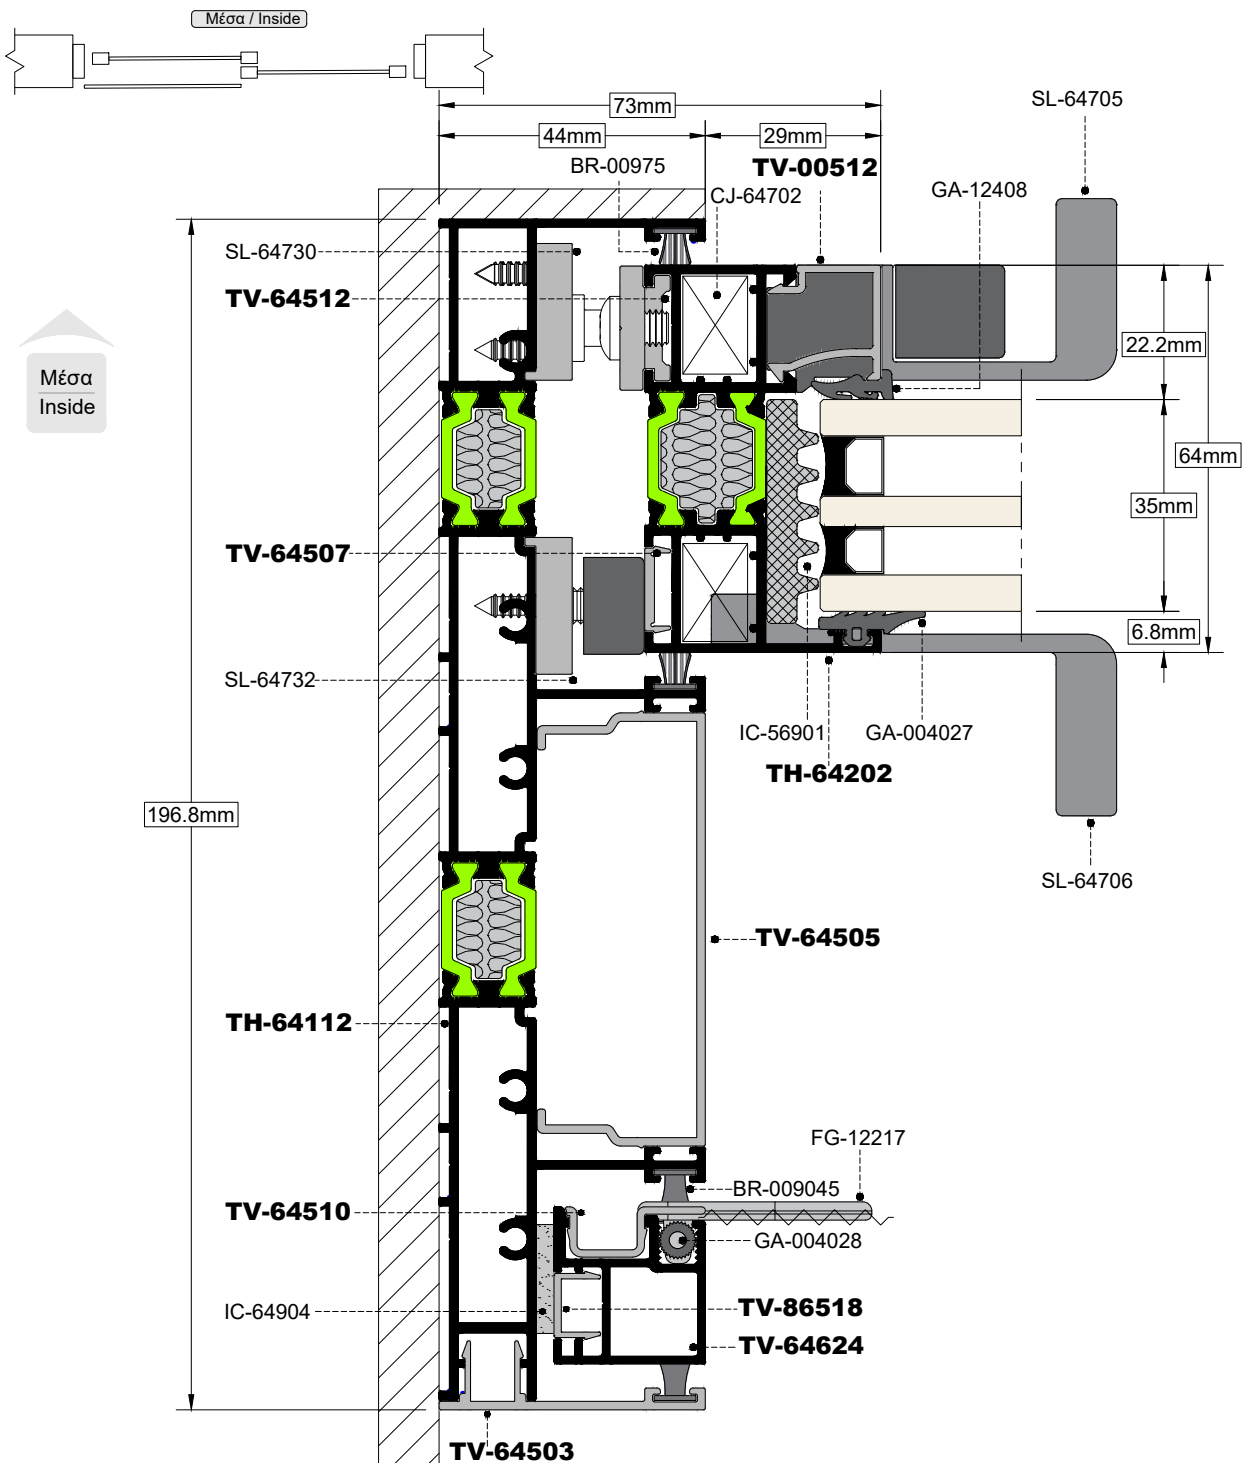 Μέσα / Inside
73mm
SL-64705
44mm
29mm
BR-00975
TV-00512
CJ-64702
GA-12408
SL-64730
TV-64512
22.2mm
Μέσα
Inside
64mm
35mm
TV-64507
6.8mm
SL-64732
IC-56901
GA-004027
TH-64202
196.8mm
SL-64706
TV-64505
TH-64112
FG-12217
BR-009045
TV-64510
GA-004028
IC-64904
TV-86518
TV-64624
TV-64503